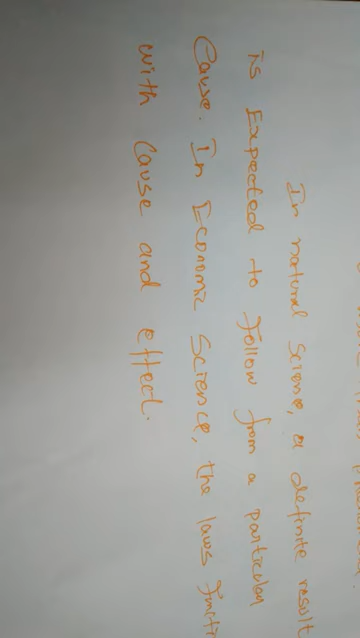 In natural science, a definite result
is Expected to follow from a particular
Cause. In Economic Science, the laws
with Cause and effect.